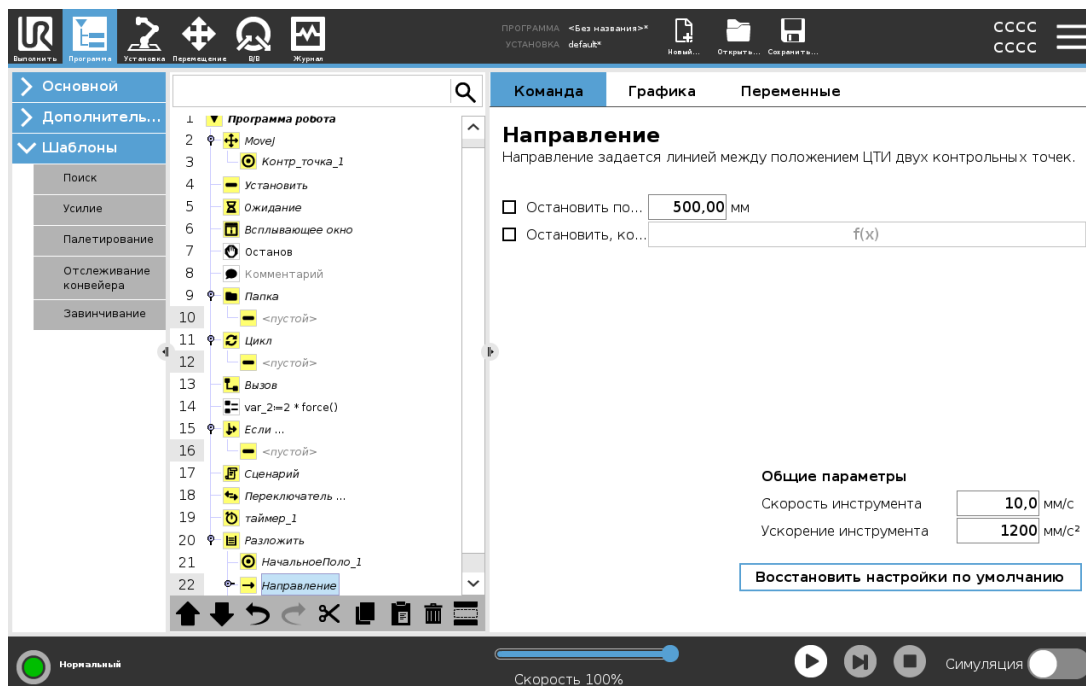 ПРОГРАММА <Без названия>*
УСТАНОВКА default*
Выполнить Программа Установка Перемещение В/В Журнал Новый... Открыть... Сохранить...
CCCC
CCCC
Основной
Дополнитель...
Шаблоны
Поиск
Усилие
Палетирование
Отслеживание
конвейера
Завинчивание
1 Программа робота
2 MoveJ
3 Контр_точка_1
4 Установить
5 Ожидание
6 Всплывающее окно
7 Останов
8 Комментарий
9 Папка
10 <пустой>
11 Цикл
12 <пустой>
13 Вызов
14 var_2≔2 * force()
15 Если ...
16 <пустой>
17 Сценарий
18 Переключатель ...
19 таймер_1
20 Разложить
21 НачальноеПоло_1
22 Направление
Команда Графика Переменные
Направление
Направление задается линией между положением ЦТИ двух контрольных точек.
Остановить по... 500,00 мм
Остановить, ко... f(x)
Общие параметры
Скорость инструмента 10,0 мм/с
Ускорение инструмента 1200 мм/с²
Восстановить настройки по умолчанию
Нормальный
Скорость 100%
Симуляция